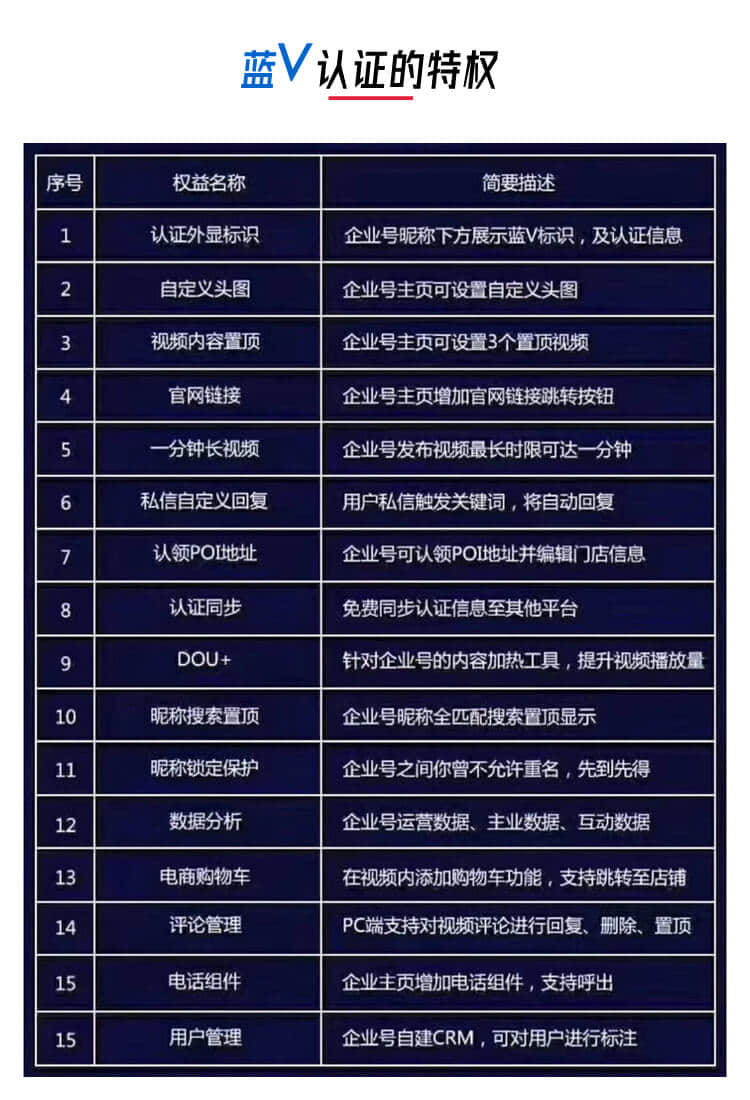 蓝V认证的特权
序号 权益名称 简要描述
1 认证外显标识 企业号昵称下方展示蓝V标识，及认证信息
2 自定义头图 企业号主页可设置自定义头图
3 视频内容置顶 企业号主页可设置3个置顶视频
4 官网链接 企业号主页增加官网链接跳转按钮
5 一分钟长视频 企业号发布视频最长时限可达一分钟
6 私信自定义回复 用户私信触发关键词，将自动回复
7 认领POI地址 企业号可认领POI地址并编辑门店信息
8 认证同步 免费同步认证信息至其他平台
9 DOU+ 针对企业号的内容加热工具，提升视频播放量
10 昵称搜索置顶 企业号昵称全匹配搜索置顶显示
11 昵称锁定保护 企业号之间你曾不允许重名，先到先得
12 数据分析 企业号运营数据、主业数据、互动数据
13 电商购物车 在视频内添加购物车功能，支持跳转至店铺
14 评论管理 PC端支持对视频评论进行回复、删除、置顶
15 电话组件 企业主页增加电话组件，支持呼出
15 用户管理 企业号自建CRM，可对用户进行标注